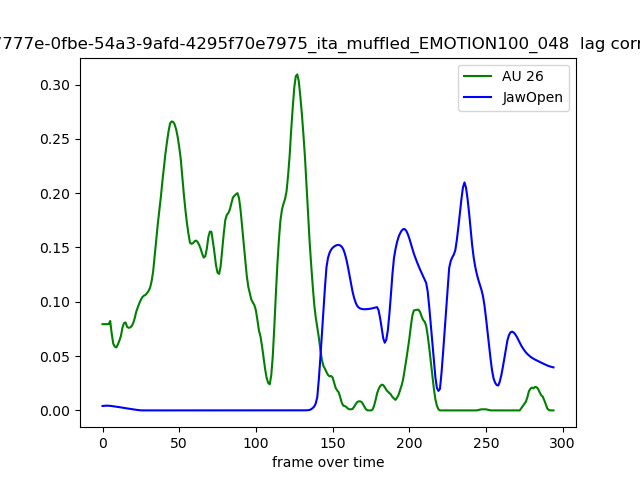 7777e-0fbe-54a3-9afd-4295f70e7975_ita_muffled_EMOTION100_048 lag corr
AU 26
JawOpen
0.30
0.25
0.20
0.15
0.10
0.05
0.00
0 50 100 150 200 250 300
frame over time